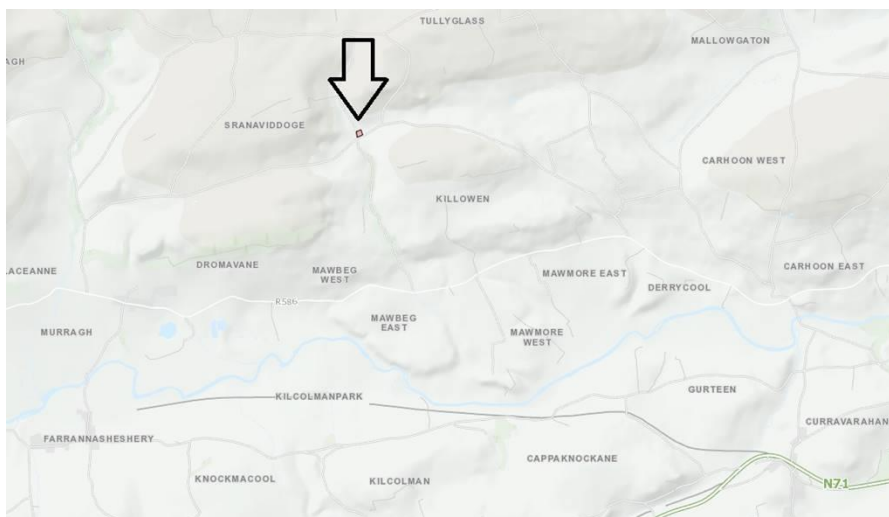 TULLYGLASS
MALLOWGATON
AGH
SRANAVIDDOGE
CARHOON WEST
KILLOWEN
DROMAVANE
LACEANNE
MAWBEG
WEST
MAWMORE EAST
CARHOON EAST
DERRYCOOL
R586
MURRAGH
MAWBEG
EAST
MAWMORE
WEST
GURTEEN
KILCOLMANPARK
CURRAVARAHAN
FARRANNASHESHERY
CAPPAKNOCKANE
KNOCKMACOOL
KILCOLMAN
N71